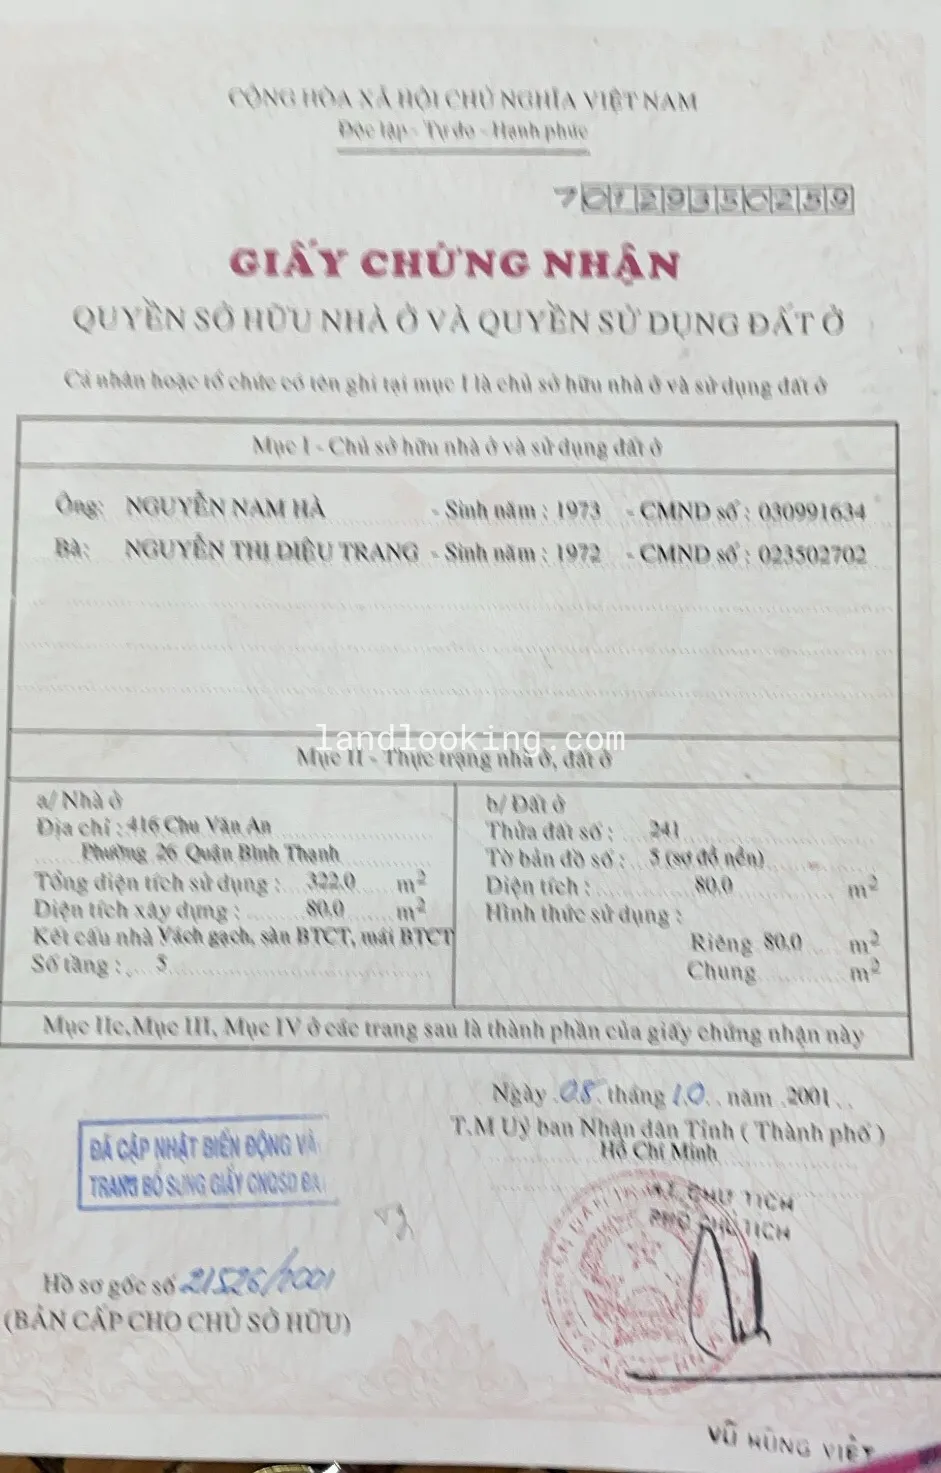 CỘNG HÒA XÃ HỘI CHỦ NGHĨA VIỆT NAM
Độc lập - Tự do - Hạnh phúc
7012930259
GIẤY CHỨNG NHẬN
QUYỀN SỞ HỮU NHÀ Ở VÀ QUYỀN SỬ DỤNG ĐẤT Ở
Cá nhân hoặc tổ chức có tên ghi tại mục I là chủ sở hữu nhà ở và sử dụng đất ở
Mục I - Chủ sở hữu nhà ở và sử dụng đất ở
Ông: NGUYỄN NAM HÀ - Sinh năm : 1973 - CMND số : 030991634
Bà: NGUYỄN THỊ DIỆU TRANG - Sinh năm : 1972 - CMND số : 023502702
landlooking.com
Mục II - Thực trạng nhà ở, đất ở
a/ Nhà ở
Địa chỉ : 416 Chu Văn An
Phường 26 Quận Bình Thạnh
Tổng diện tích sử dụng : 322.0 m²
Diện tích xây dựng : 80.0 m²
Kết cấu nhà Vách gạch, sàn BTCT, mái BTCT
Số tầng : 5
b/ Đất ở
Thửa đất số : 241
Tờ bản đồ số : 5 (sơ đồ nền)
Diện tích : 80.0 m²
Hình thức sử dụng :
Riêng 80.0 m²
Chung m²
Mục IIc, Mục III, Mục IV ở các trang sau là thành phần của giấy chứng nhận này
Ngày 08 tháng 10 năm 2001
T.M Uỷ ban Nhân dân Tỉnh ( Thành phố )
Hồ Chí Minh
KT. CHỦ TỊCH
PHÓ CHỦ TỊCH
ĐÃ CẬP NHẬT BIẾN ĐỘNG VÀ
TRANG BỔ SUNG GIẤY CNQSD ĐẤ
Hồ sơ gốc số 21526/2001
(BẢN CẤP CHO CHỦ SỞ HỮU)
VŨ HÙNG VIỆT